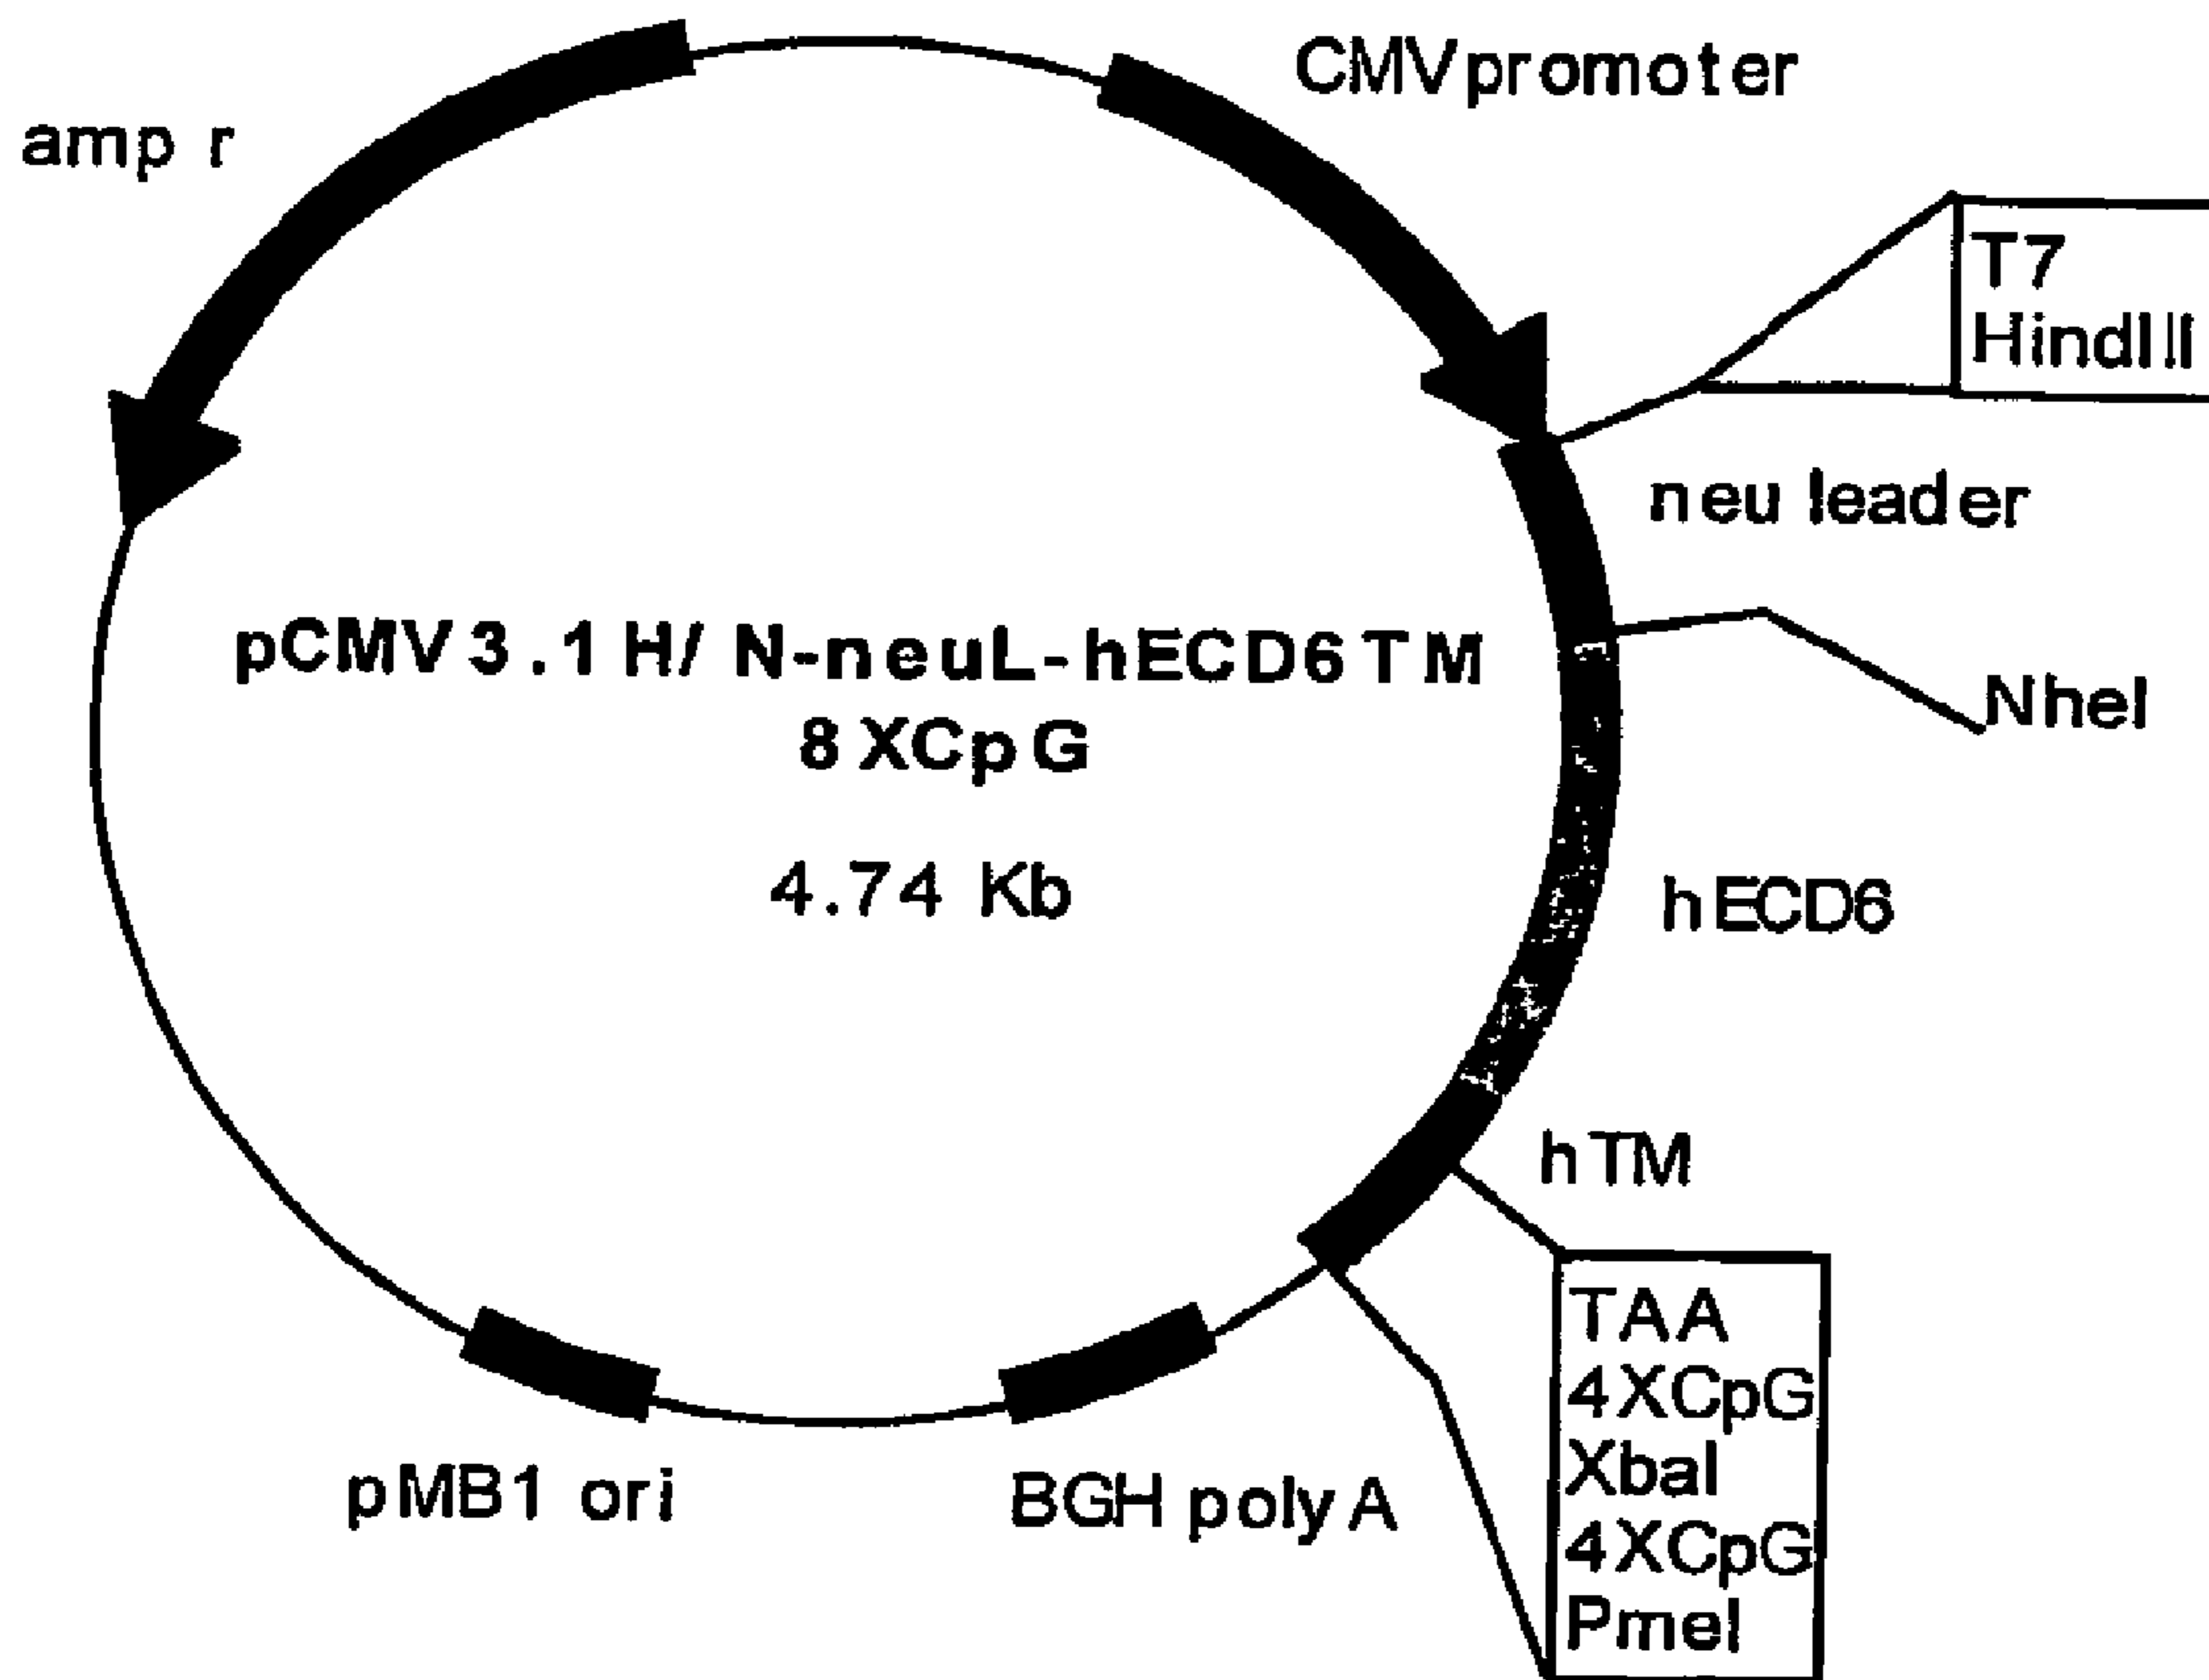 CMVpromoter
amp r
T7
HindIII
neu leader
pCMV3.1H/N-neuL-hECD6TM
8XCpG
NheI
4.74 Kb
hECD6
hTM
TAA
4XCpG
XbaI
4XCpG
PmeI
pMB1 ori
BGH polyA